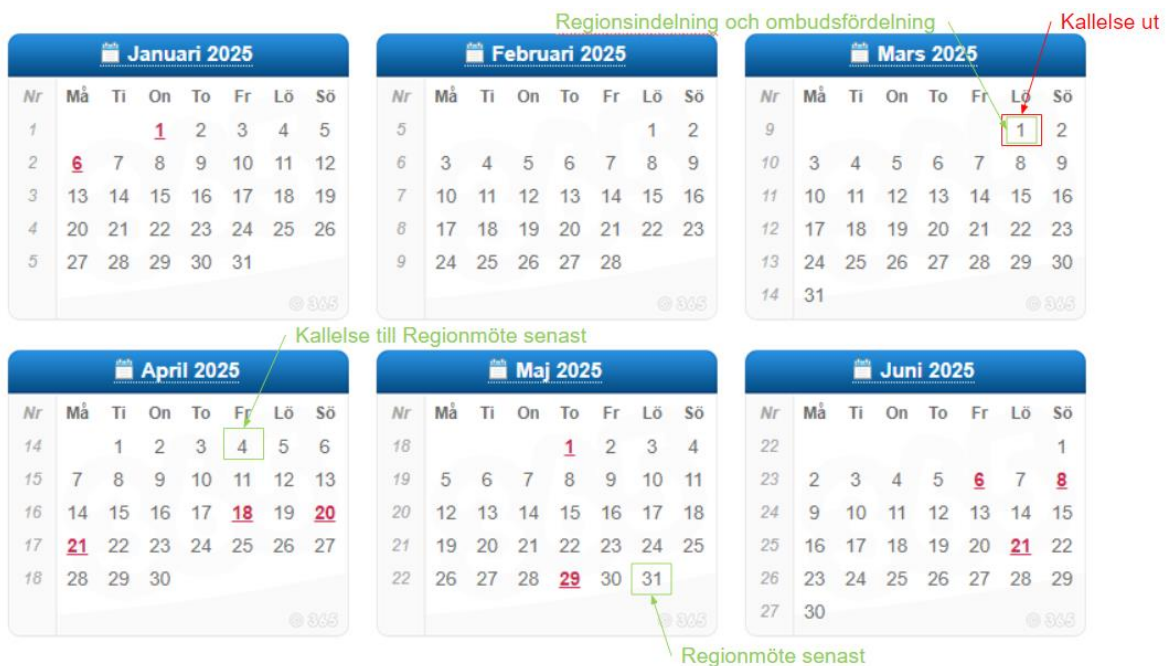 Regionsindelning och ombudsfördelning
Kallelse ut
Januari 2025
Nr Må Ti On To Fr Lö Sö
1 1 2 3 4 5
2 6 7 8 9 10 11 12
3 13 14 15 16 17 18 19
4 20 21 22 23 24 25 26
5 27 28 29 30 31
© 365
Februari 2025
Nr Må Ti On To Fr Lö Sö
5 1 2
6 3 4 5 6 7 8 9
7 10 11 12 13 14 15 16
8 17 18 19 20 21 22 23
9 24 25 26 27 28
© 365
Mars 2025
Nr Må Ti On To Fr Lö Sö
9 1 2
10 3 4 5 6 7 8 9
11 10 11 12 13 14 15 16
12 17 18 19 20 21 22 23
13 24 25 26 27 28 29 30
14 31
© 365
Kallelse till Regionmöte senast
April 2025
Nr Må Ti On To Fr Lö Sö
14 1 2 3 4 5 6
15 7 8 9 10 11 12 13
16 14 15 16 17 18 19 20
17 21 22 23 24 25 26 27
18 28 29 30
© 365
Maj 2025
Nr Må Ti On To Fr Lö Sö
18 1 2 3 4
19 5 6 7 8 9 10 11
20 12 13 14 15 16 17 18
21 19 20 21 22 23 24 25
22 26 27 28 29 30 31
© 365
Juni 2025
Nr Må Ti On To Fr Lö Sö
22 1
23 2 3 4 5 6 7 8
24 9 10 11 12 13 14 15
25 16 17 18 19 20 21 22
26 23 24 25 26 27 28 29
27 30
© 365
Regionmöte senast